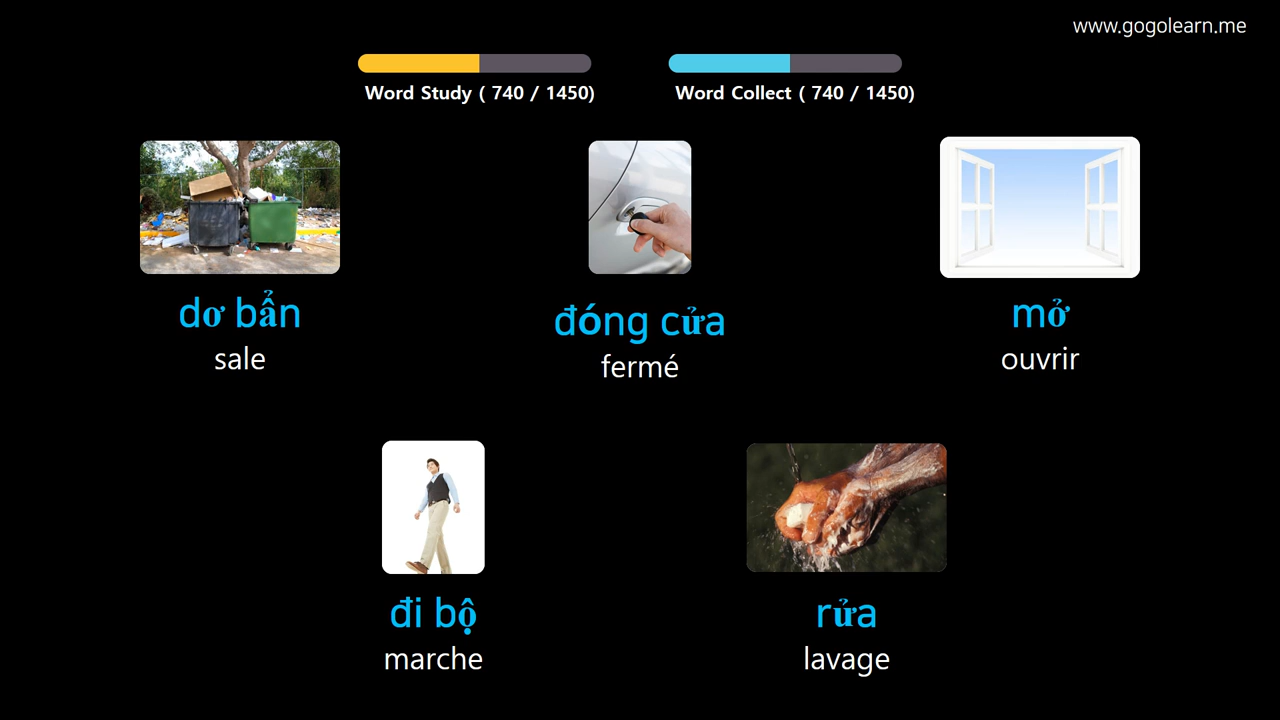 www.gogolearn.me
Word Study ( 740 / 1450)
Word Collect ( 740 / 1450)
dơ bẩn
sale
đóng cửa
fermé
mở
ouvrir
đi bộ
marche
rửa
lavage